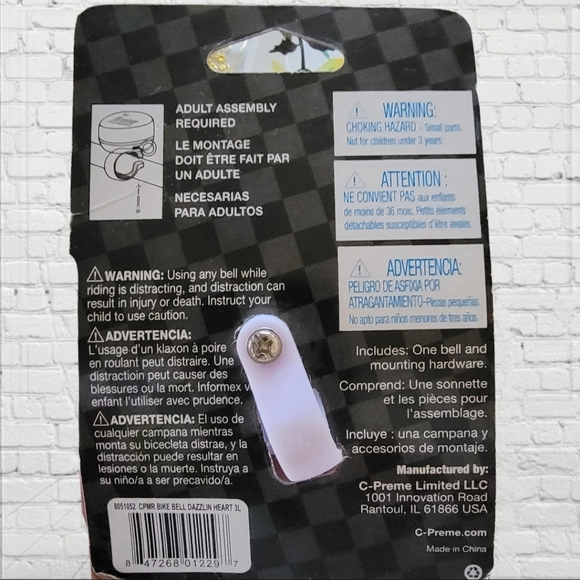 ADULT ASSEMBLY
REQUIRED
LE MONTAGE
DOIT ÊTRE FAIT PAR
UN ADULTE
NECESARIAS
PARA ADULTOS
WARNING:
CHOKING HAZARD – Small parts
Not for children under 3 years.
ATTENTION :
NE CONVIENT PAS aux enfants
de moins de 36 mois. Petits éléments
détachables susceptibles d'être avalés.
ADVERTENCIA:
PELIGRO DE ASFIXIA POR
ATRAGANTAMIENTO–Piezas pequeñas.
No apto para niños menores de tres años.
WARNING: Using any bell while
riding is distracting, and distraction can
result in injury or death. Instruct your
child to use caution.
ADVERTENCIA:
L'usage d'un klaxon à poire
en roulant peut distraire. Une
distractioin peut causer des
blessures ou la mort. Informex v
enfant l'utiliser avec prudence.
ADVERTENCIA: El uso de
cualquier campana mientras
monta su bicecleta distrae, y la
distracción puede resultar en
lesiones o la muerte. Instruya a
su niño/a a ser precavido/a.
Includes: One bell and
mounting hardware.
Comprend: Une sonnette
et les pièces pour
l'assemblage.
Incluye : una campana y
accesorios de montaje.
Manufactured by:
C-Preme Limited LLC
1001 Innovation Road
Rantoul, IL 61866 USA
C-Preme.com
Made in China
8051052 CPMR BIKE BELL DAZZLIN HEART 3L
8 47268 01229 7